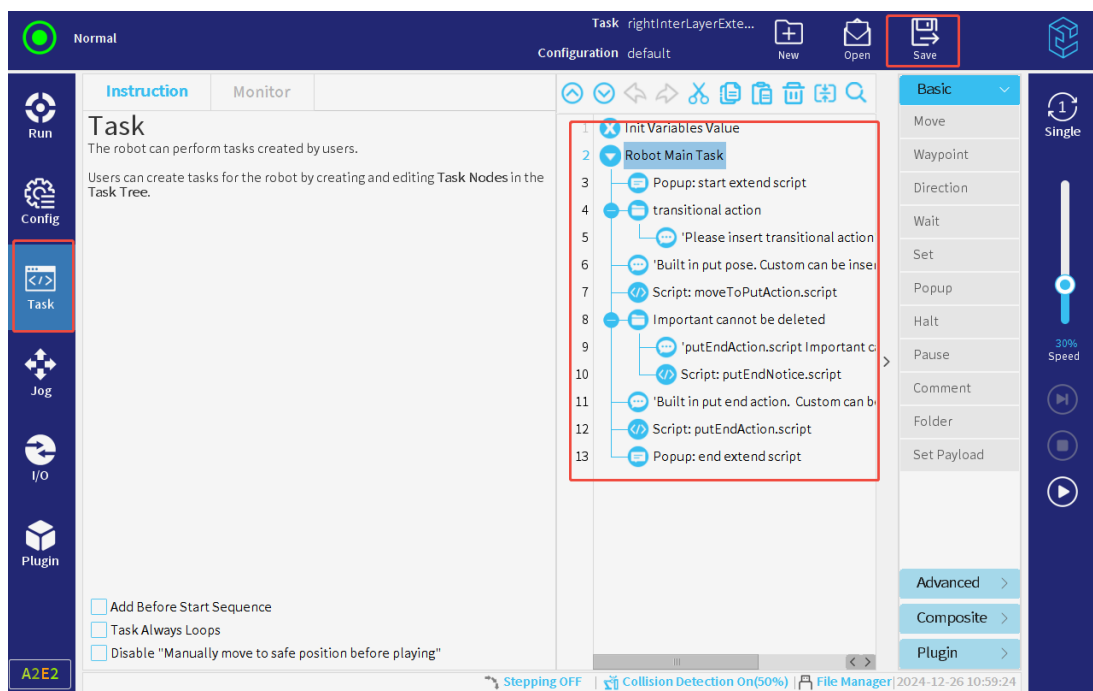 Normal
Task rightInterLayerExte...
Configuration default
New
Open
Save
Run
Config
Task
Jog
I/O
Plugin
A2E2
Instruction
Monitor
Task
The robot can perform tasks created by users.
Users can create tasks for the robot by creating and editing Task Nodes in the
Task Tree.
Add Before Start Sequence
Task Always Loops
Disable "Manually move to safe position before playing"
1 Init Variables Value
2 Robot Main Task
3 Popup: start extend script
4 transitional action
5 'Please insert transitional action
6 'Built in put pose. Custom can be inser
7 Script: moveToPutAction.script
8 Important cannot be deleted
9 'putEndAction.script Important ca
10 Script: putEndNotice.script
11 'Built in put end action. Custom can b
12 Script: putEndAction.script
13 Popup: end extend script
Basic
Move
Waypoint
Direction
Wait
Set
Popup
Halt
Pause
Comment
Folder
Set Payload
Advanced
Composite
Plugin
1
Single
30%
Speed
Stepping OFF | Collision Detection On(50%) | File Manager | 2024-12-26 10:59:24